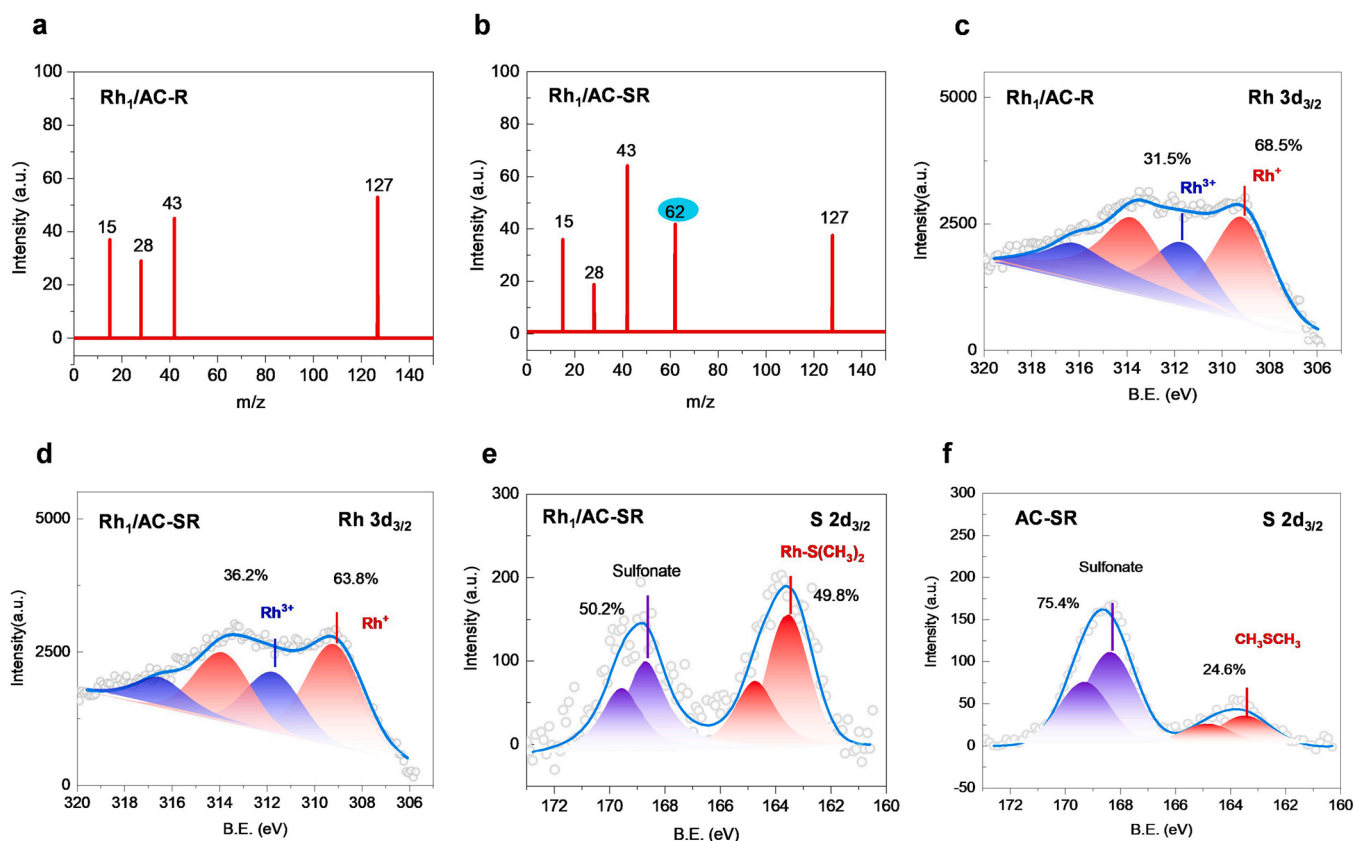 a
Rh₁/AC-R
Intensity (a.u.)
100
80
60
40
20
0
15
28
43
127
0 20 40 60 80 100 120 140
m/z
b
Rh₁/AC-SR
Intensity (a.u.)
100
80
60
40
20
0
15
28
43
62
127
0 20 40 60 80 100 120 140
m/z
c
Rh₁/AC-R
Rh 3d₃/₂
Intensity(a.u.)
5000
2500
0
31.5%
Rh³⁺
68.5%
Rh⁺
320 318 316 314 312 310 309 308 306
B.E. (eV)
d
Rh₁/AC-SR
Rh 3d₃/₂
Intensity(a.u.)
5000
2500
0
36.2%
Rh³⁺
63.8%
Rh⁺
320 318 316 314 312 310 309 308 306
B.E. (eV)
e
Rh₁/AC-SR
S 2d₃/₂
Intensity (a.u.)
300
200
100
0
Sulfonate
50.2%
Rh-S(CH₃)₂
49.8%
172 170 168 166 164 162 160
B.E. (eV)
f
AC-SR
S 2d₃/₂
Intensity (a.u.)
300
250
200
150
100
50
0
-50
Sulfonate
75.4%
CH₃SCH₃
24.6%
172 170 168 166 164 163 162 160
B.E. (eV)